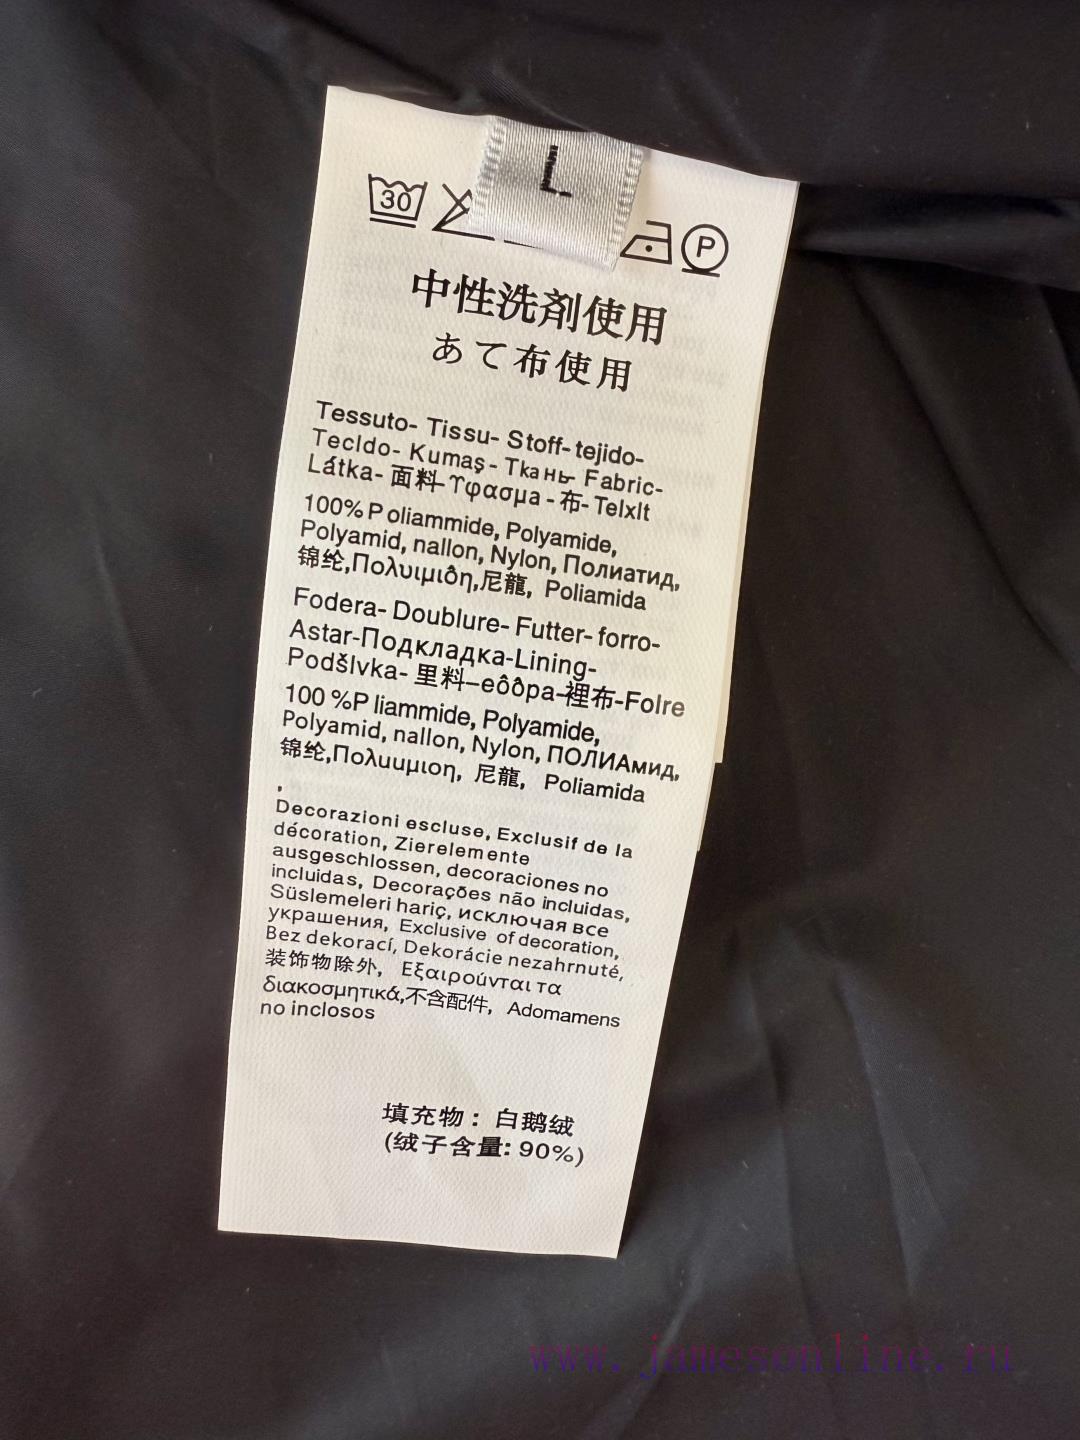 L
30
P
中性洗剤使用
あて布使用
Tessuto- Tissu- Stoff- tejido-
Tecldo- Kumaş - Ткань- Fabric-
Látka- 面料-Υφασμα - 布- Telxlt
100%P oliammide, Polyamide,
Polyamid, nallon, Nylon, Полиатид,
锦纶,Πολυιμιδη,尼龍, Poliamida
Fodera- Doublure- Futter- forro-
Astar-Подкладка-Lining-
Podšlvka- 里料–eôôpa-裡布-Folre
100 %P liammide, Polyamide,
Polyamid, nallon, Nylon, ПОЛИАмид,
锦纶,Πολυυμιοη, 尼龍, Poliamida
,
Decorazioni escluse, Exclusif de la
décoration, Zierelemente
ausgeschlossen, decoraciones no
incluidas, Decorações não incluidas,
Süslemeleri hariç, исключая все
украшения, Exclusive of decoration,
Bez dekorací, Dekorácie nezahrnuté,
装饰物除外, Εξαιρούνται τα
διακοσμητικά,不含配件, Adomamens
no inclosos
填充物: 白鹅绒
(绒子含量: 90%)
www.jamesonline.ru